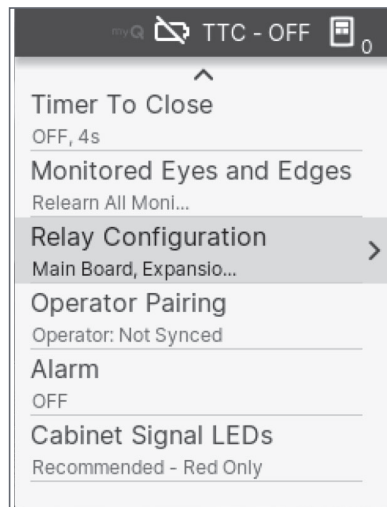 myQ TTC - OFF 0
Timer To Close
OFF, 4s
Monitored Eyes and Edges
Relearn All Moni...
Relay Configuration
Main Board, Expansio...
Operator Pairing
Operator: Not Synced
Alarm
OFF
Cabinet Signal LEDs
Recommended - Red Only